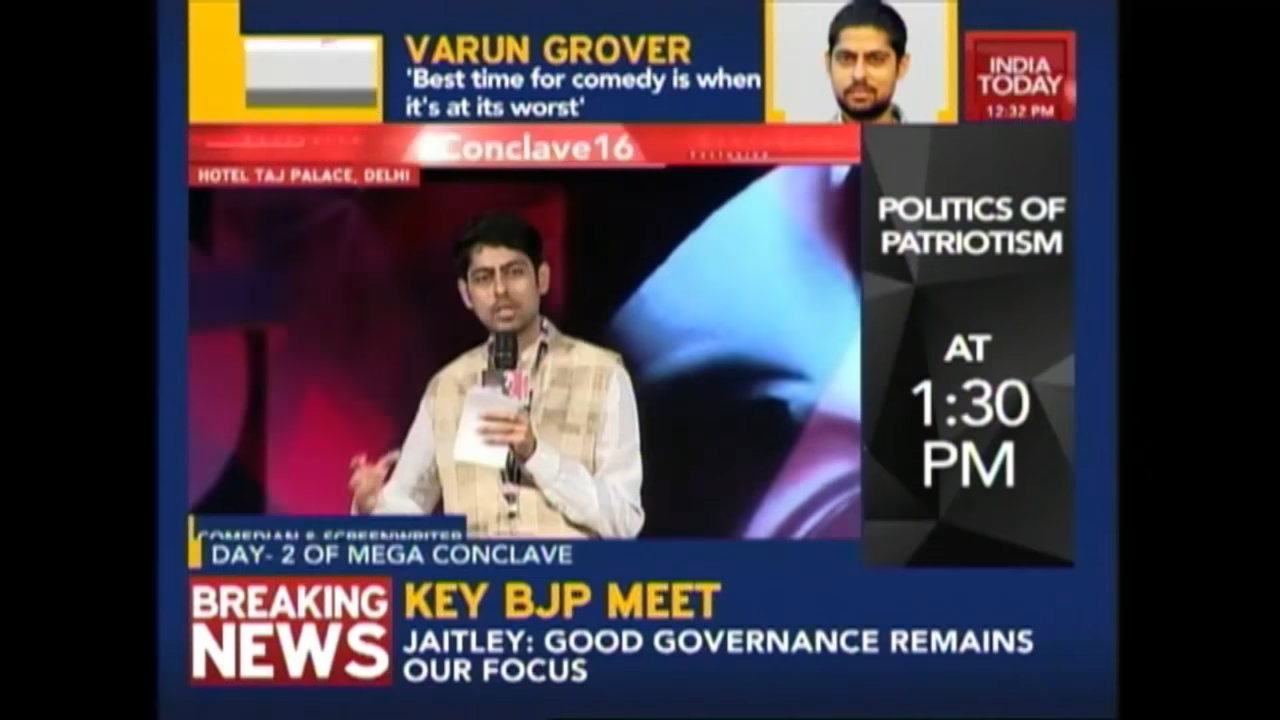 VARUN GROVER
'Best time for comedy is when
it's at its worst'
INDIA
TODAY
12:32 PM
Conclave16
HOTEL TAJ PALACE, DELHI
POLITICS OF
PATRIOTISM
AT
1:30
PM
COMEDIAN & SCREENWRITER
DAY- 2 OF MEGA CONCLAVE
BREAKING
NEWS
KEY BJP MEET
JAITLEY: GOOD GOVERNANCE REMAINS
OUR FOCUS